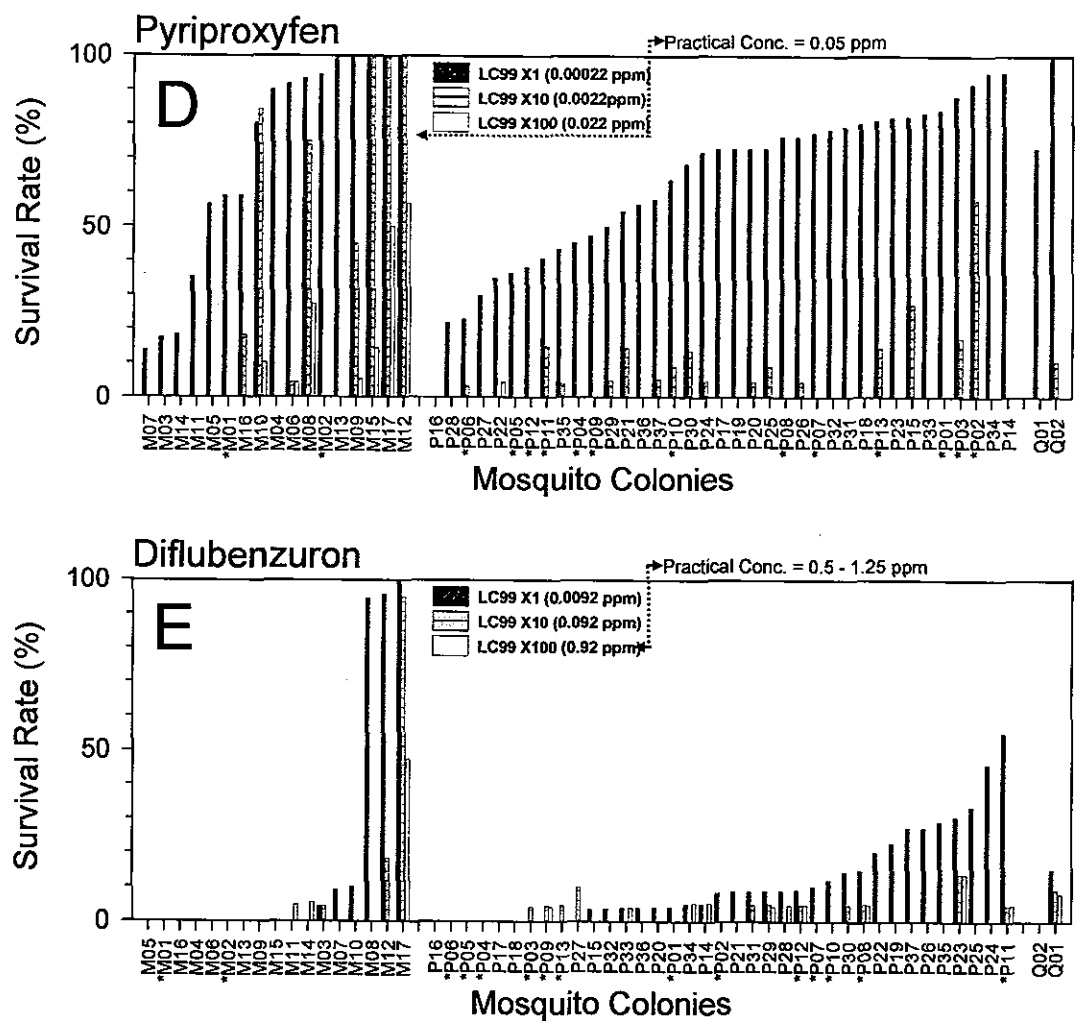 Pyriproxyfen
Practical Conc. = 0.05 ppm
100
50
0
Survival Rate (%)
D
LC99 X1 (0.00022 ppm)
LC99 X10 (0.0022ppm)
LC99 X100 (0.022 ppm)
M07 M03 M14 M11 M05 *M01 M16 M10 M04 M06 M08 *M02 M13 M09 M15 M17 M12 P16 P28 *P06 P27 P22 *P05 *P12 *P11 P35 *P04 *P09 P29 P21 P36 P37 *P10 P30 P24 P17 P19 P20 P25 *P08 P26 *P07 P32 P31 P18 *P13 P23 P15 P33 *P01 *P03 *P02 P34 P14 Q01 Q02
Mosquito Colonies
Diflubenzuron
Practical Conc. = 0.5 - 1.25 ppm
100
50
0
Survival Rate (%)
E
LC99 X1 (0.0092 ppm)
LC99 X10 (0.092 ppm)
LC99 X100 (0.92 ppm)
M05 *M01 M16 M04 M06 *M02 M13 M09 M15 M11 M14 M03 M07 M10 M08 M12 M17 P16 *P06 *P05 *P04 P17 P18 *P03 *P09 *P13 P27 P15 P32 P33 P36 P20 *P01 P34 P14 *P02 P21 P31 P29 P28 *P12 *P07 *P10 P30 *P08 P22 P19 P37 P26 P35 P23 P25 P24 *P11 Q02 Q01
Mosquito Colonies